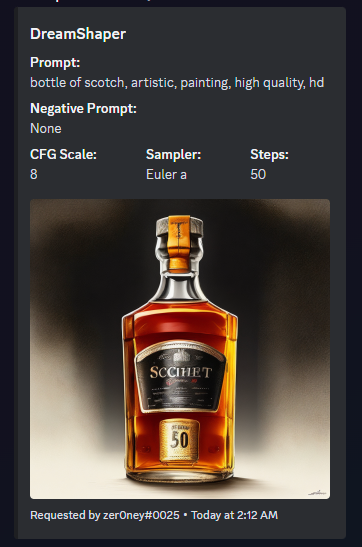 DreamShaper
Prompt:
bottle of scotch, artistic, painting, high quality, hd
Negative Prompt:
None
CFG Scale: Sampler: Steps:
8 Euler a 50
SCCIHET
50
Requested by zer0ney#0025 • Today at 2:12 AM